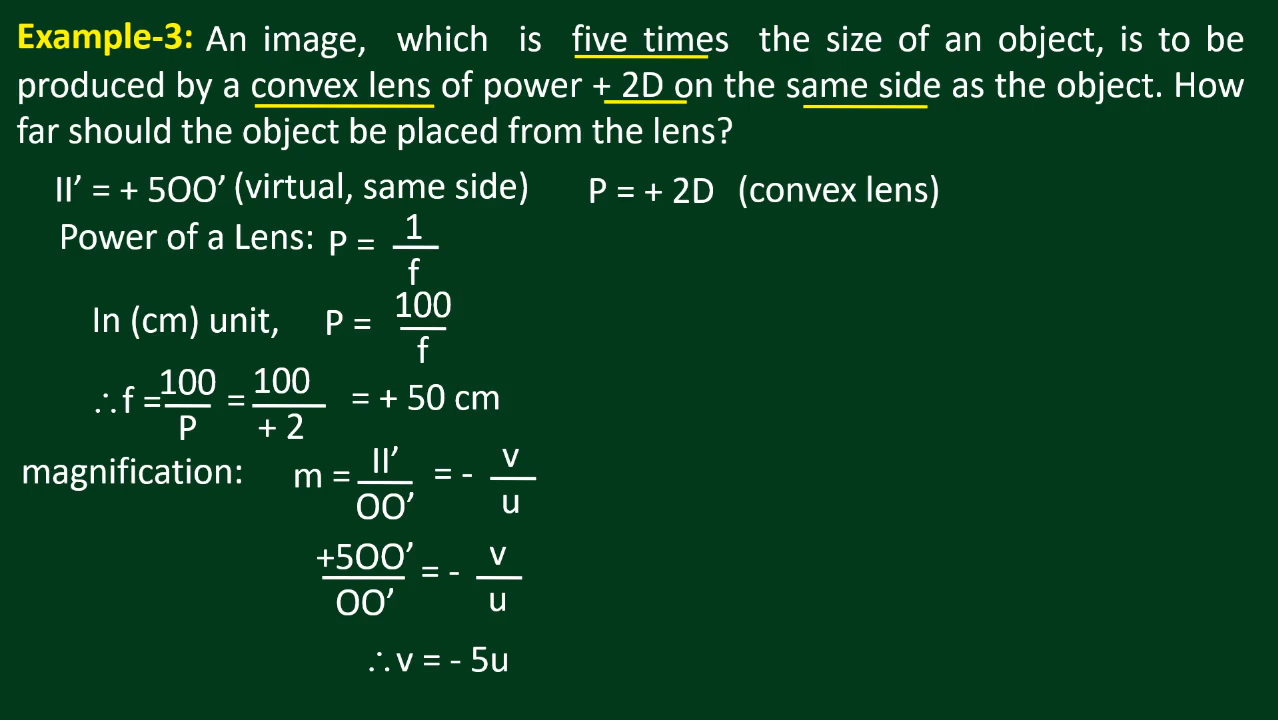 Example-3: An image, which is five times the size of an object, is to be
produced by a convex lens of power + 2D on the same side as the object. How
far should the object be placed from the lens?
II’ = + 5OO’ (virtual, same side) P = + 2D (convex lens)
Power of a Lens: P = 1/f
In (cm) unit, P = 100/f
∴ f = 100/P = 100/+ 2 = + 50 cm
magnification: m = II’/OO’ = - v/u
+5OO’/OO’ = - v/u
∴ v = - 5u